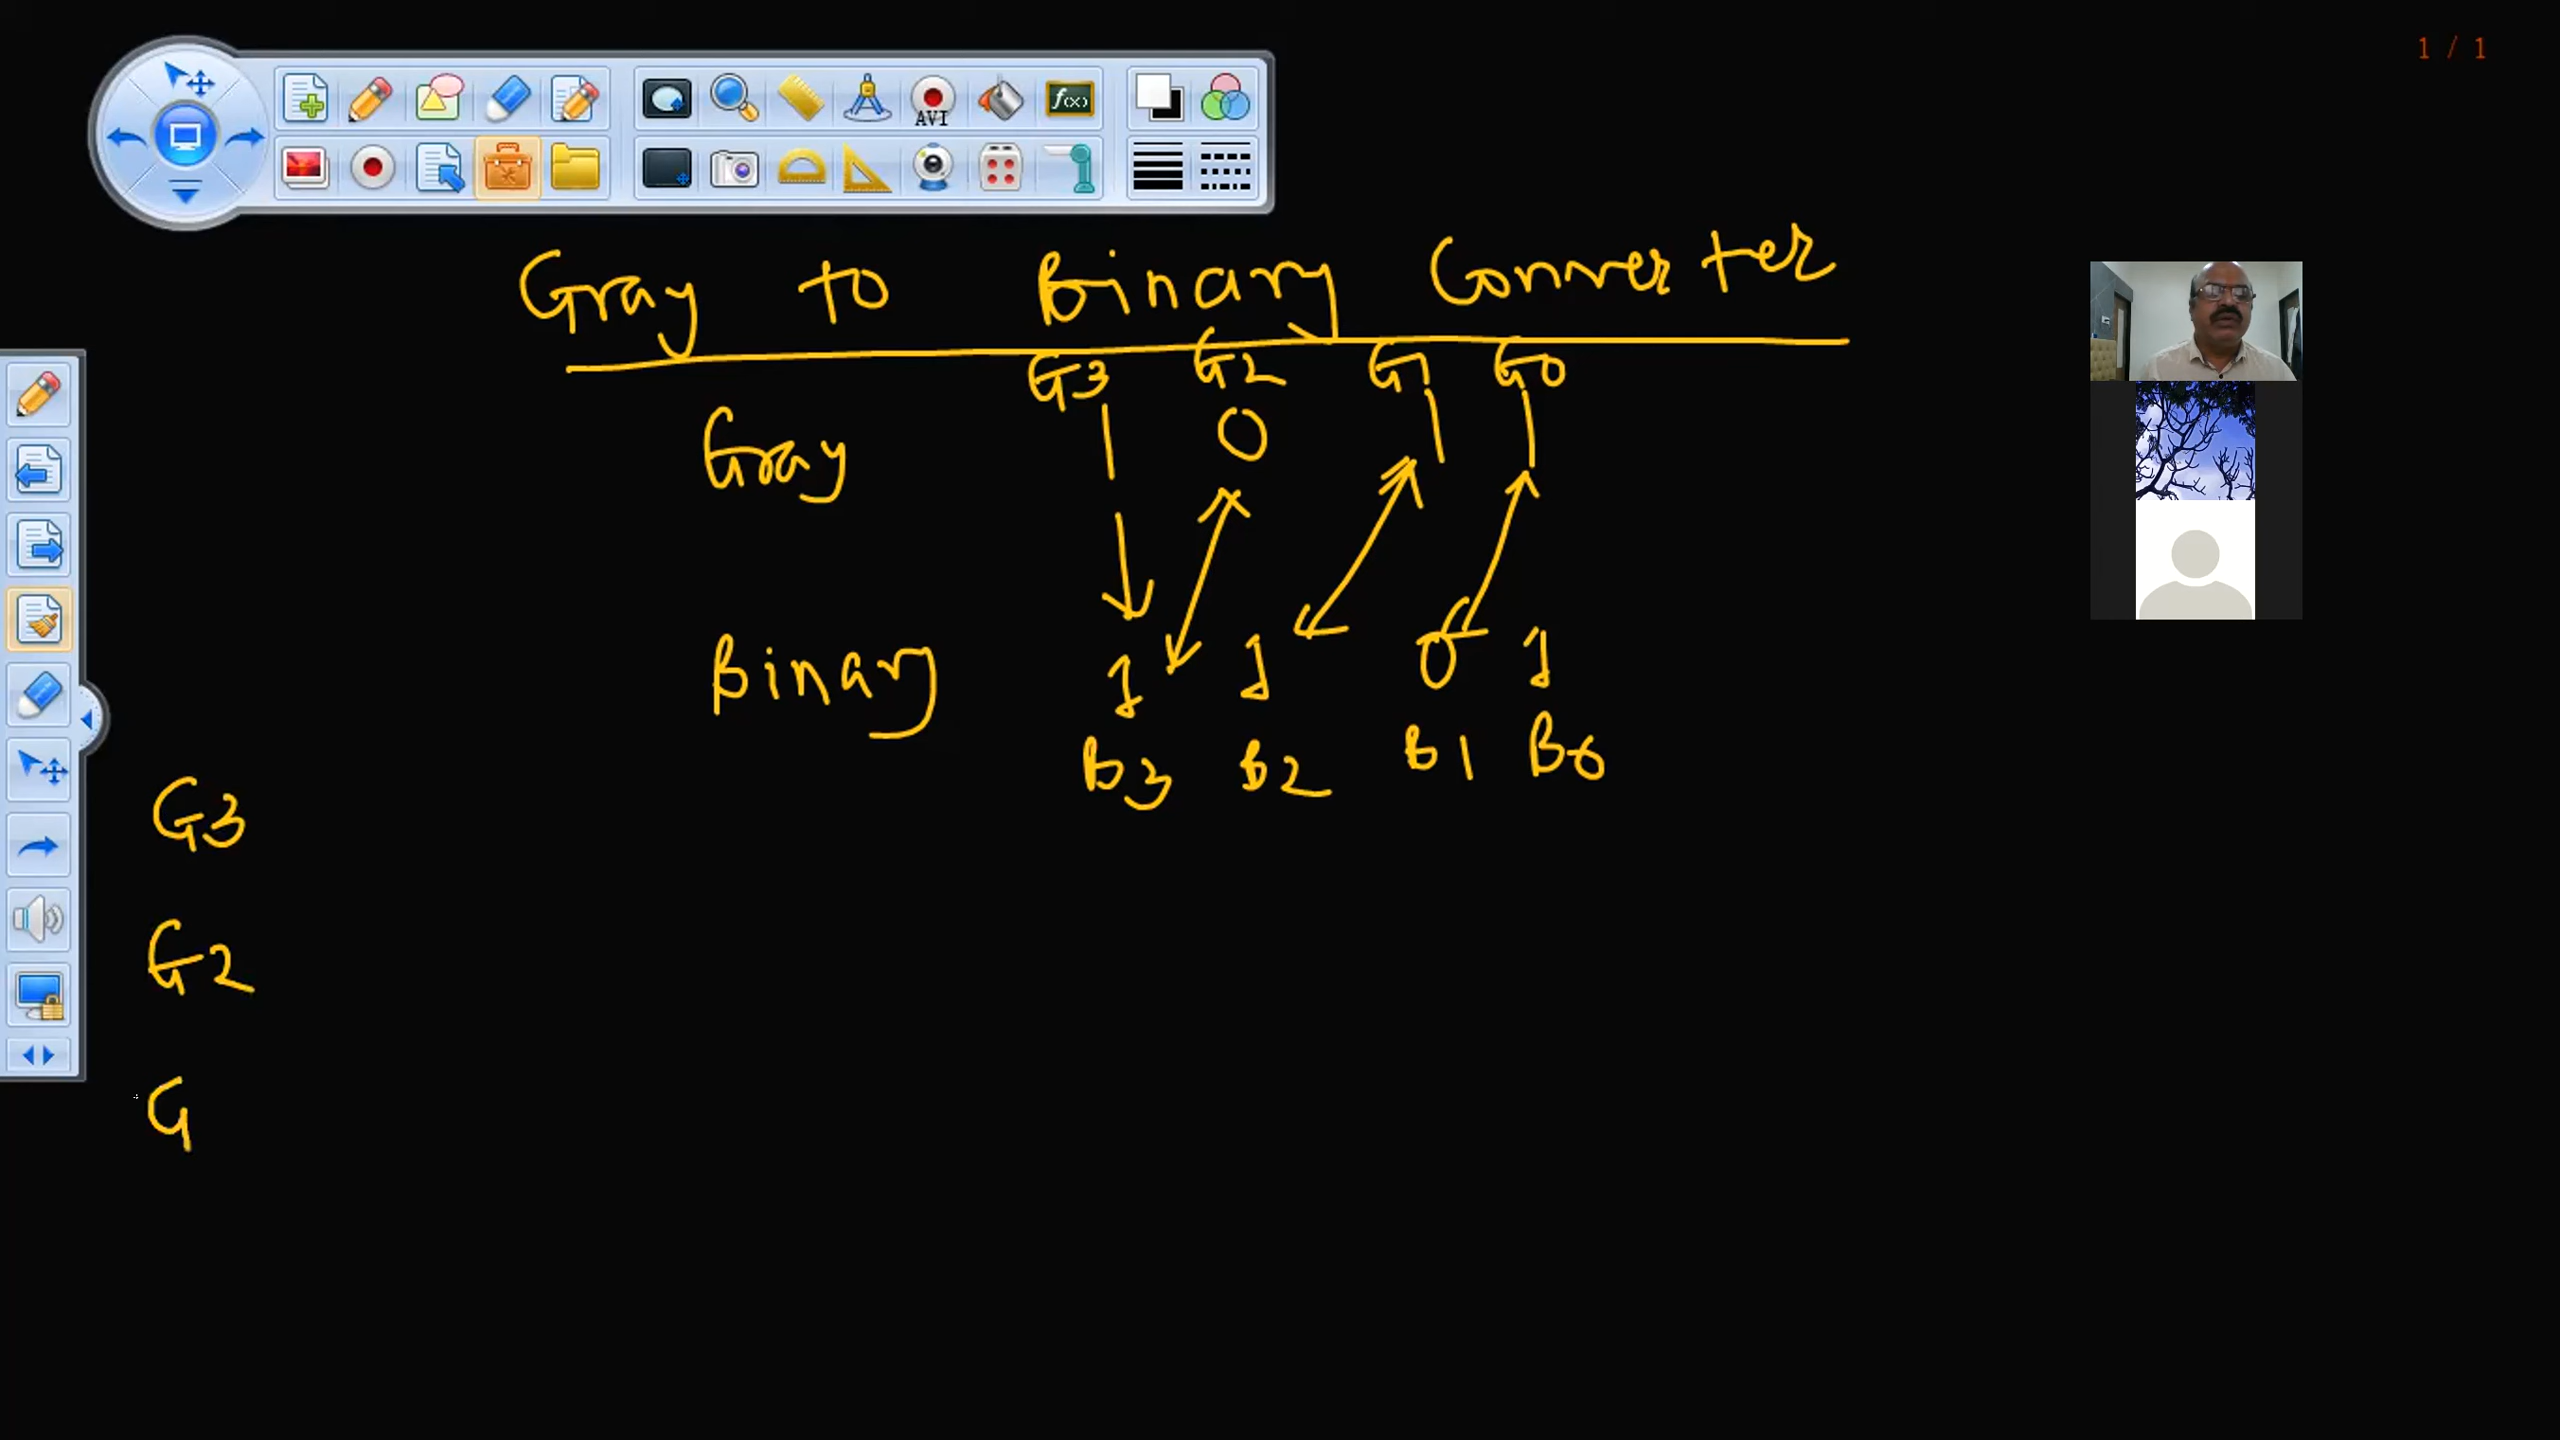 1 / 1
AVI
f(x)
Gray to Binary Converter
G3 G2 G1 G0
Gray 1 0 1 1
Binary 1 1 0 1
B3 B2 B1 B0
G3
G2
G